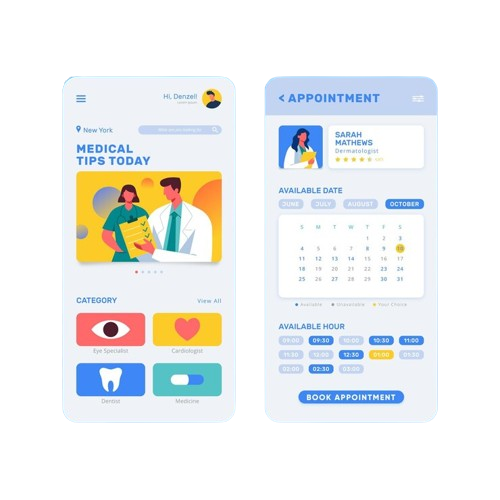 Hi, Denzell
New York
MEDICAL
TIPS TODAY
CATEGORY
View All
Eye Specialist
Cardiologist
Dentist
Medicine
< APPOINTMENT
SARAH
MATHEWS
Dermatologist
AVAILABLE DATE
JUNE JULY AUGUST OCTOBER
S M T W T F S
1 2 3
4 5 6 7 8 9 10
11 12 13 14 15 16 17
18 19 20 21 22 23 24
25 26 27 28 29 30 31
Available Unavailable Your Choice
AVAILABLE HOUR
09:00 09:30 10:00 10:30 11:00
11:30 12:00 12:30 01:00 01:30
02:00 02:30 03:00
BOOK APPOINTMENT